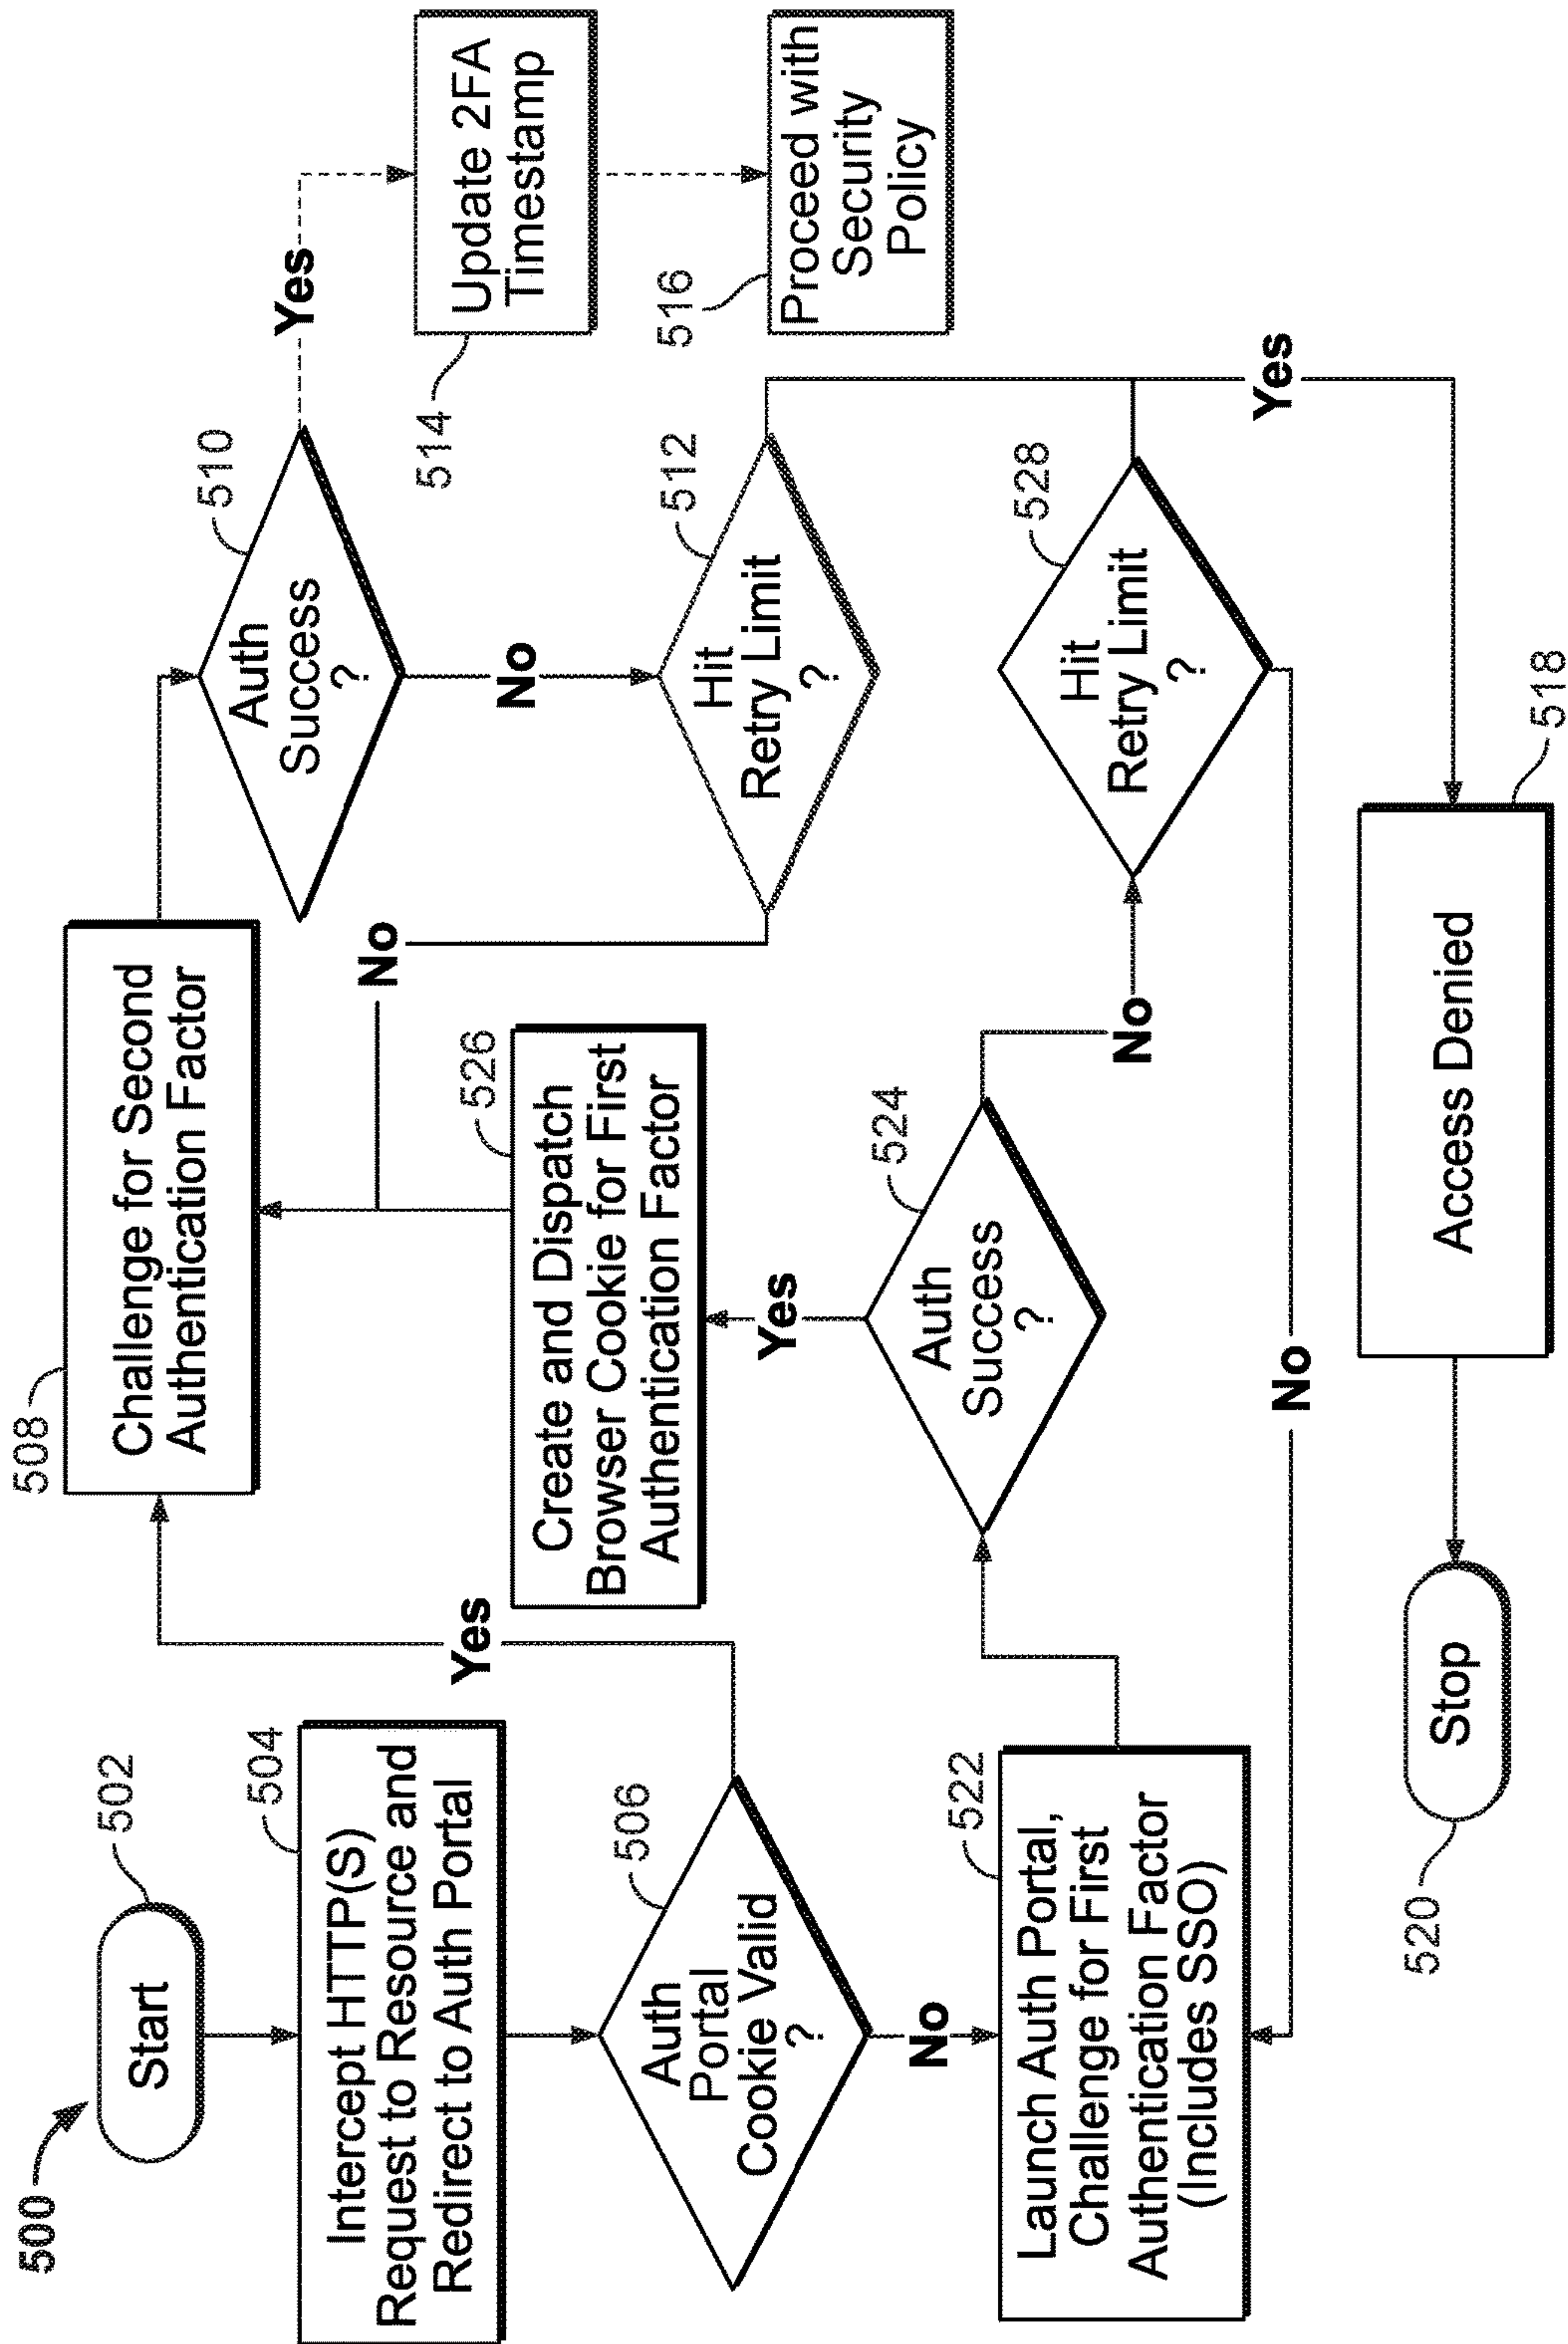 500
Start
502
Intercept HTTP(S)
Request to Resource and
Redirect to Auth Portal
504
Auth
Portal
Cookie Valid
?
506
Yes
No
508
Challenge for Second
Authentication Factor
Auth
Success
?
510
Yes
No
Update 2FA
Timestamp
514
Proceed with
Security
Policy
516
Hit
Retry Limit
?
512
No
Launch Auth Portal,
Challenge for First
Authentication Factor
(Includes SSO)
522
Auth
Success
?
524
Yes
No
Create and Dispatch
Browser Cookie for First
Authentication Factor
526
Hit
Retry Limit
?
528
Yes
No
Access Denied
518
Stop
520